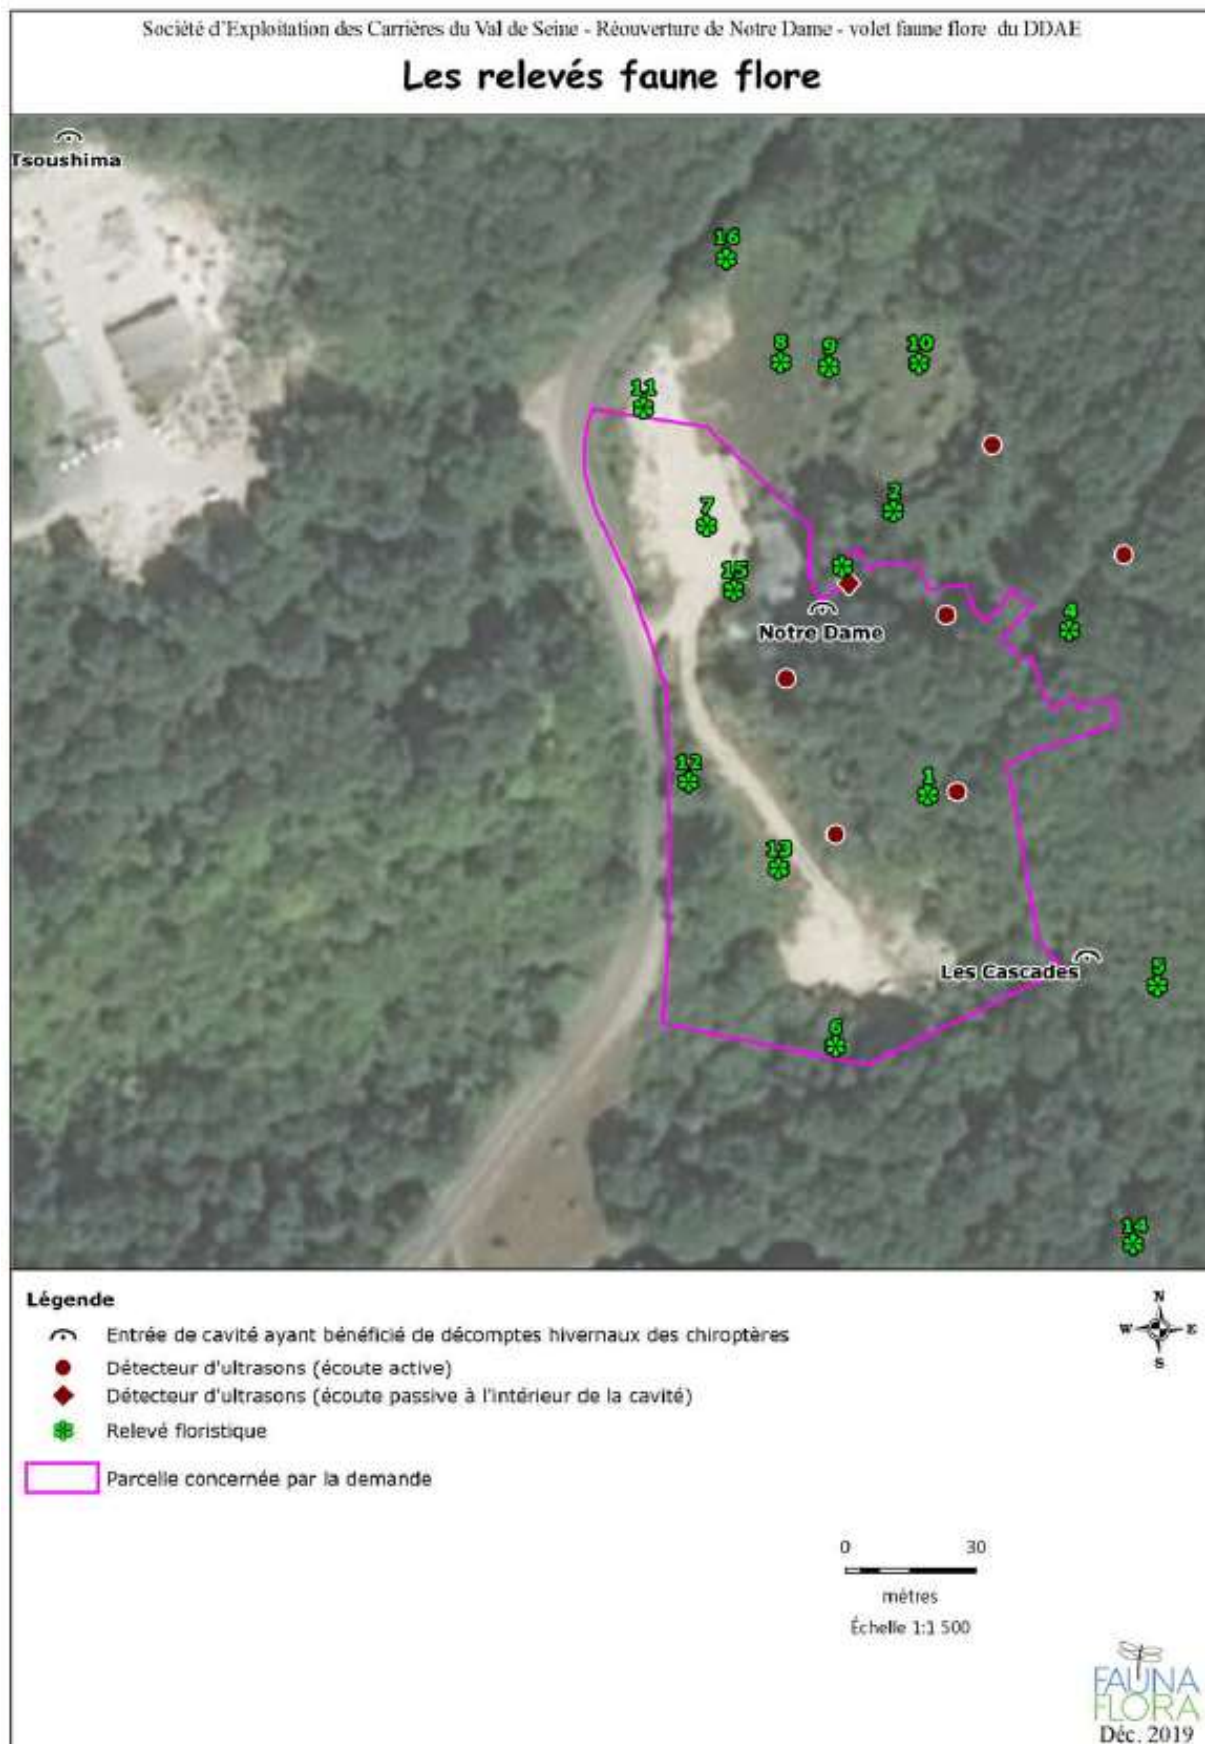 Société d'Exploitation des Carrières du Val de Seine - Réouverture de Notre Dame - volet faune flore du DDAE
Les relevés faune flore
Tsoushima
16
8
9
10
11
2
7
15
4
Notre Dame
12
1
13
Les Cascades
5
6
14
Légende
Entrée de cavité ayant bénéficié de décomptes hivernaux des chiroptères
Détecteur d'ultrasons (écoute active)
Détecteur d'ultrasons (écoute passive à l'intérieur de la cavité)
Relevé floristique
Parcelle concernée par la demande
N
W E
S
0 30
mètres
Échelle 1:1 500
FAUNA
FLORA
Déc. 2019